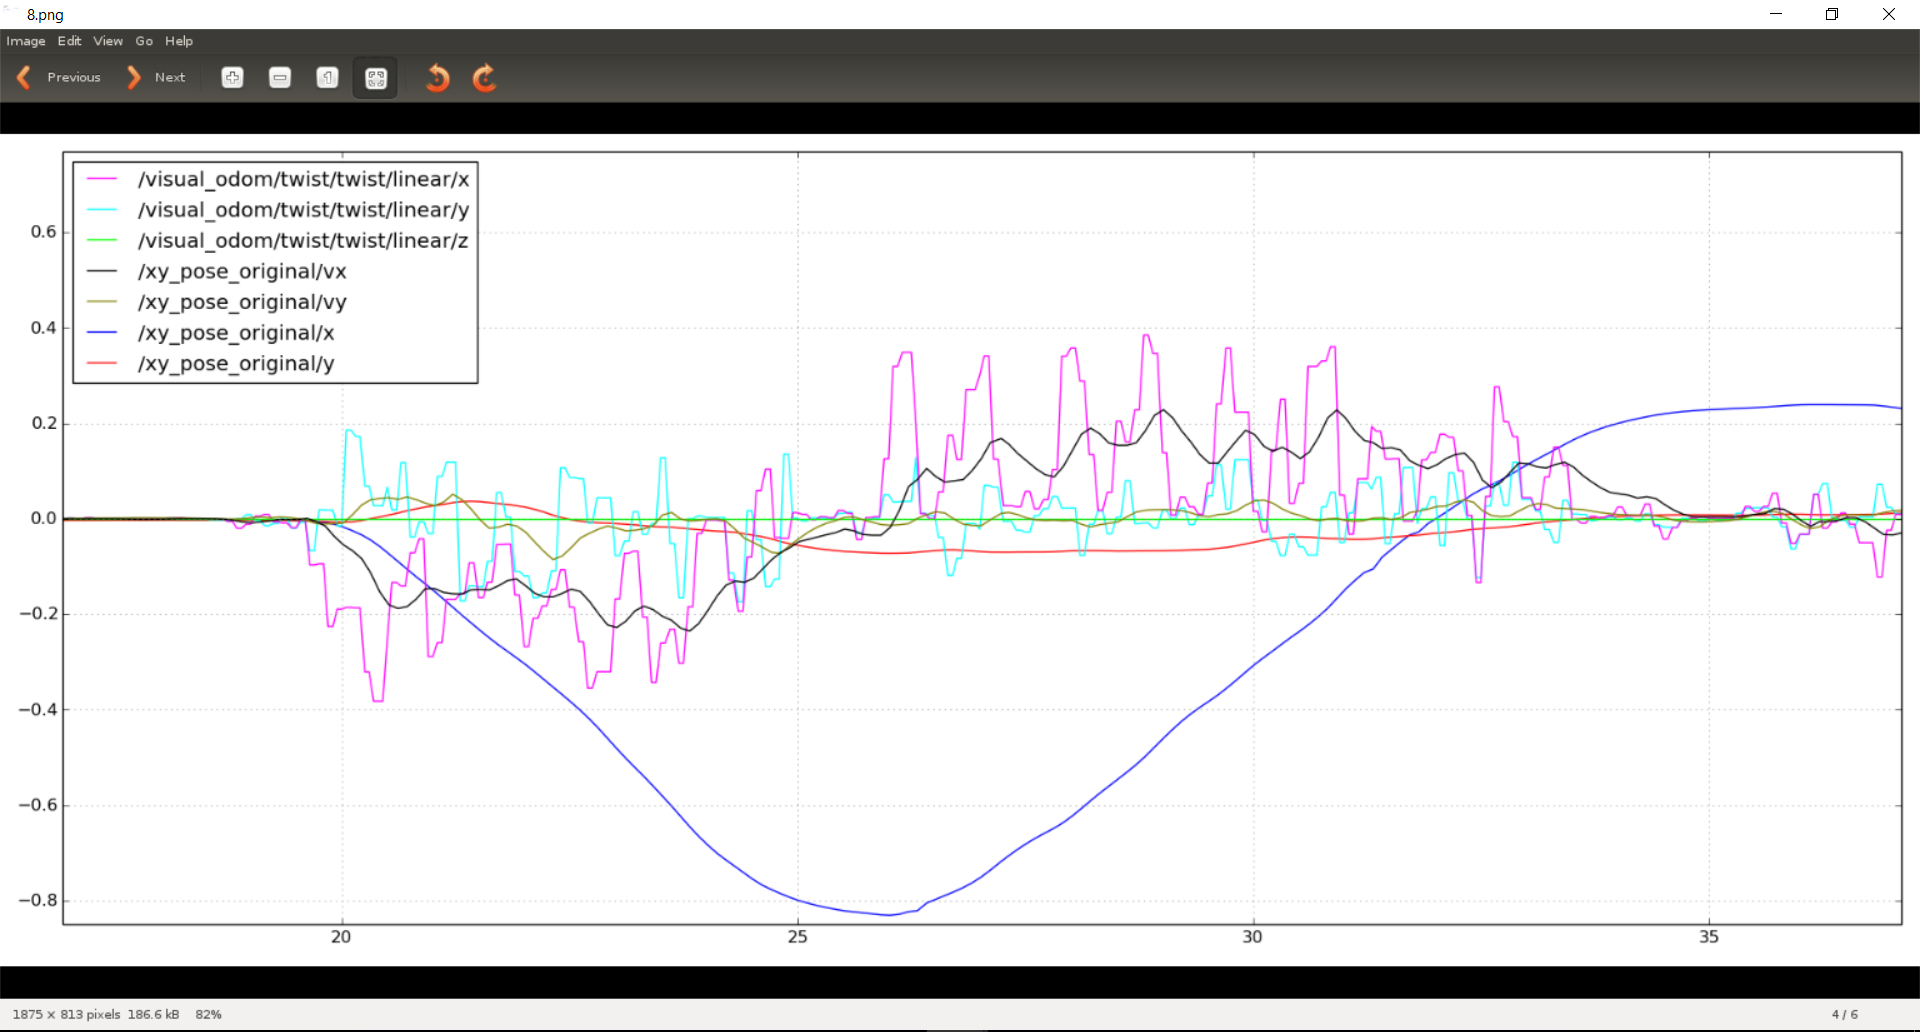 8.png
Image Edit View Go Help
Previous Next
/visual_odom/twist/twist/linear/x
/visual_odom/twist/twist/linear/y
/visual_odom/twist/twist/linear/z
/xy_pose_original/vx
/xy_pose_original/vy
/xy_pose_original/x
/xy_pose_original/y
0.6
0.4
0.2
0.0
−0.2
−0.4
−0.6
−0.8
20 25 30 35
1875 × 813 pixels 186.6 kB 82% 4 / 6